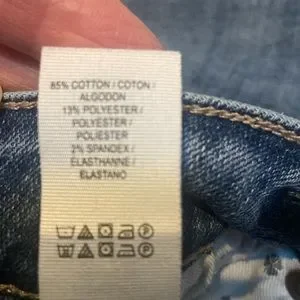 85% COTTON / COTON /
ALGODON
13% POLYESTER /
POLYESTER /
POLIESTER
2% SPANDEX /
ELASTHANNE /
ELASTANO